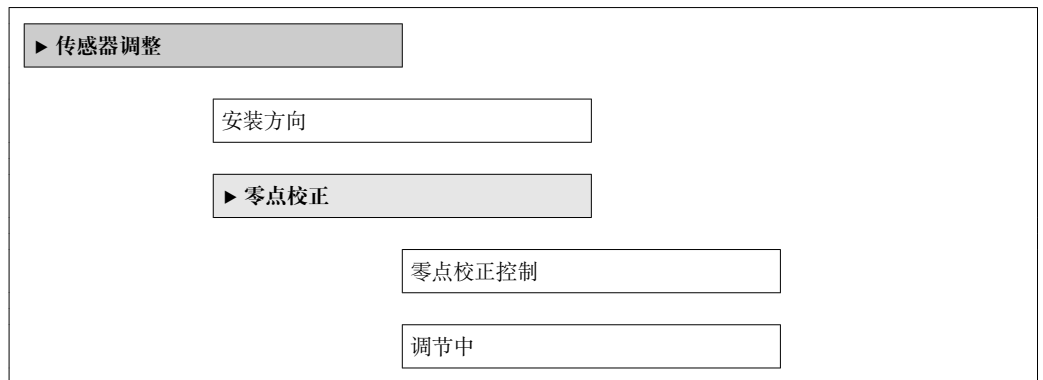 ▶ 传感器调整
安装方向
▶ 零点校正
零点校正控制
调节中